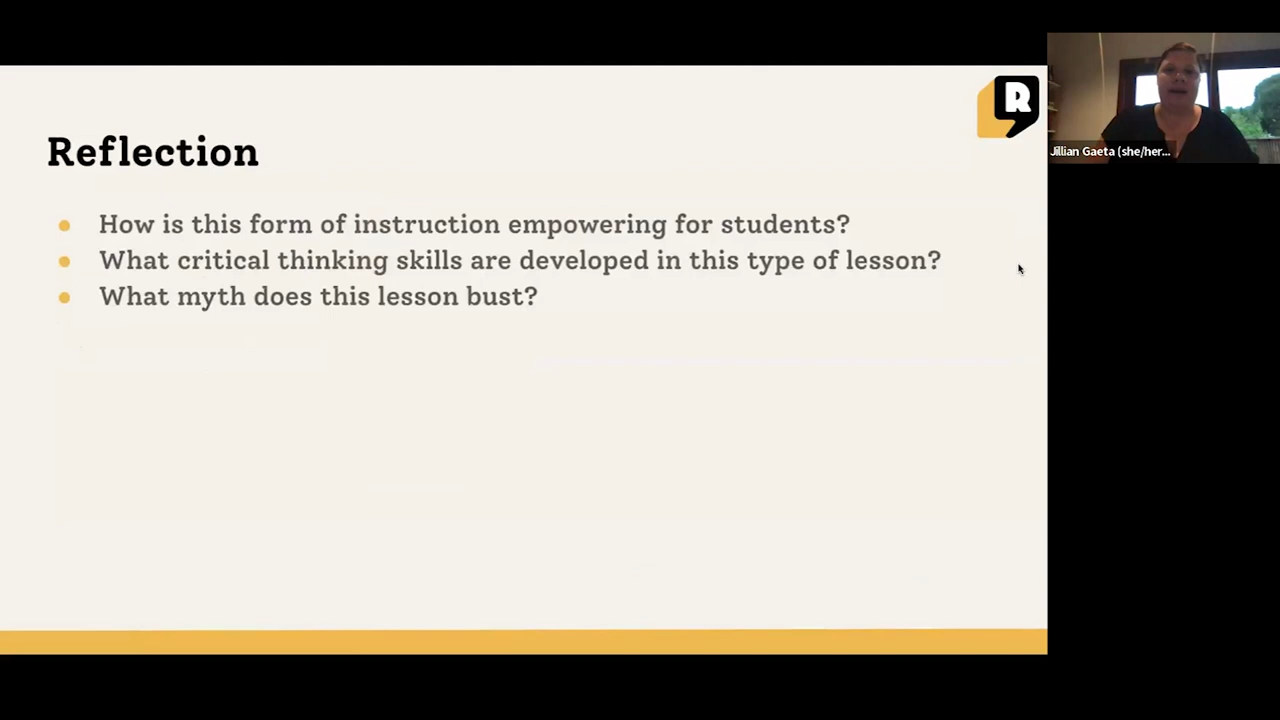 R
Reflection
How is this form of instruction empowering for students?
What critical thinking skills are developed in this type of lesson?
What myth does this lesson bust?
Jillian Gaeta (she/her...